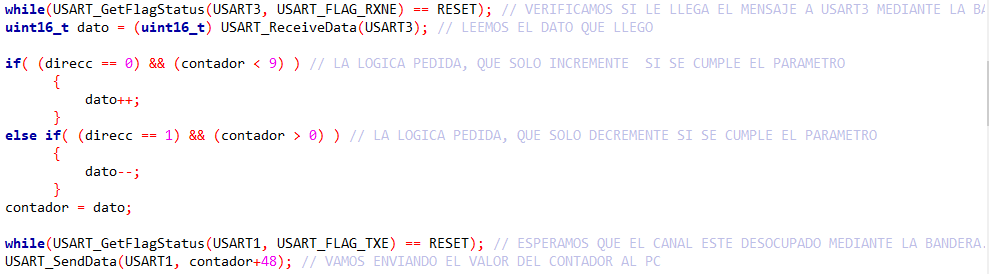 while(USART_GetFlagStatus(USART3, USART_FLAG_RXNE) == RESET); // VERIFICAMOS SI LE LLEGA EL MENSAJE A USART3 MEDIANTE LA
uint16_t dato = (uint16_t) USART_ReceiveData(USART3); // LEEMOS EL DATO QUE LLEGO
if( (direcc == 0) && (contador < 9) ) // LA LOGICA PEDIDA, QUE SOLO INCREMENTE  SI SE CUMPLE EL PARAMETRO
{
dato++;
}
else if( (direcc == 1) && (contador > 0) ) // LA LOGICA PEDIDA, QUE SOLO DECREMENTE SI SE CUMPLE EL PARAMETRO
{
dato--;
}
contador = dato;
while(USART_GetFlagStatus(USART1, USART_FLAG_TXE) == RESET); // ESPERAMOS QUE EL CANAL ESTE DESOCUPADO MEDIANTE LA BANDERA.
USART_SendData(USART1, contador+48); // VAMOS ENVIANDO EL VALOR DEL CONTADOR AL PC